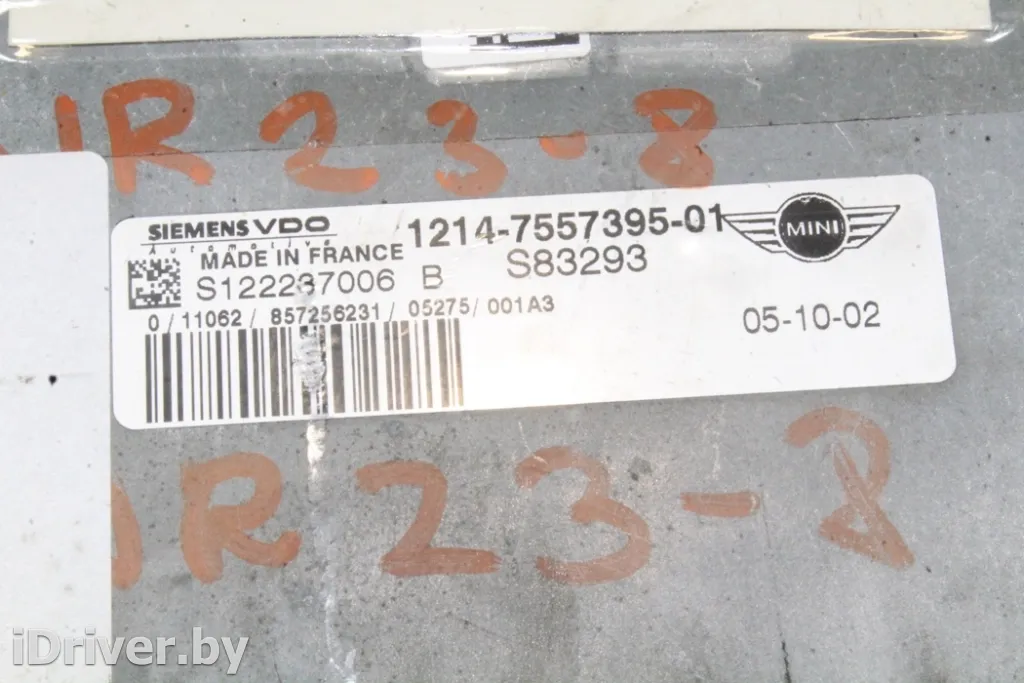 R23-8
SIEMENS VDO
Automotive
MADE IN FRANCE
1214-7557395-01
MINI
S122237006 B S83293
0/11062/857256231/05275/001A3
05-10-02
R23-8
iDriver.by